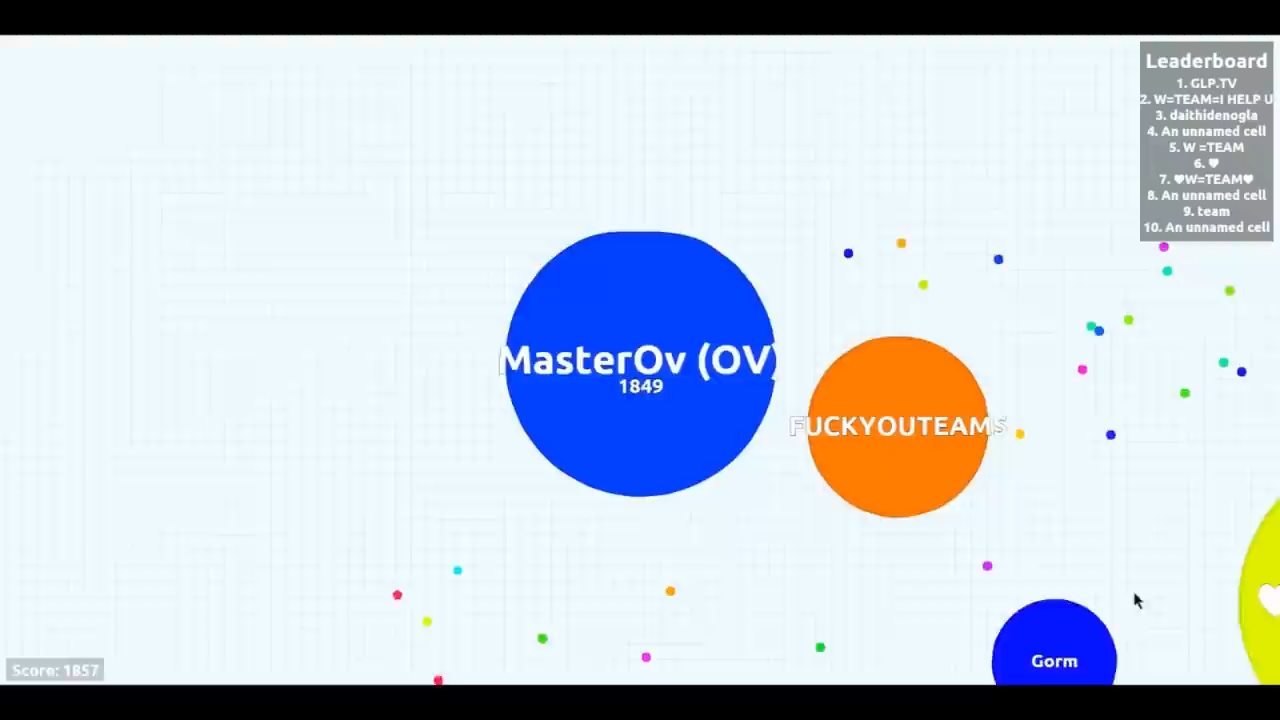 Leaderboard
1. GLP.TV
2. W=TEAM=I HELP U
3. daithidenogla
4. An unnamed cell
5. W =TEAM
6. ♥
7. ♥W=TEAM♥
8. An unnamed cell
9. team
10. An unnamed cell
MasterOv (OV)
1849
FUCKYOUTEAMS
Gorm
Score: 1857